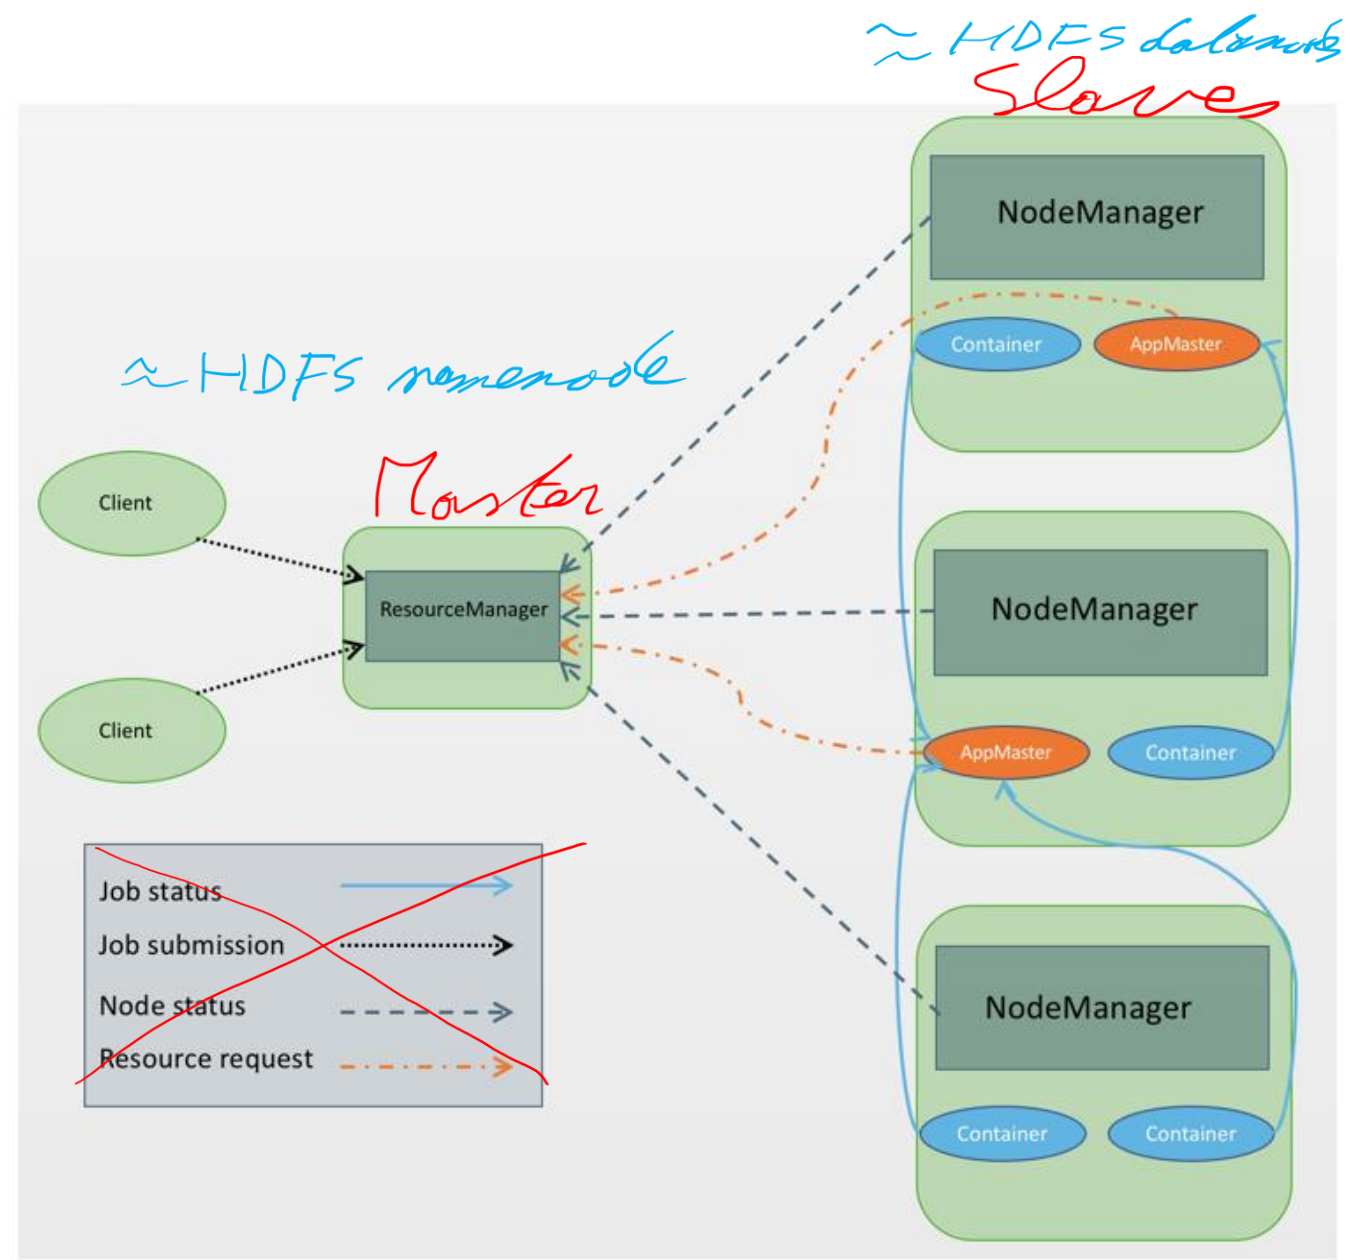 ≈ HDFS datanodes
Slaves
NodeManager
Container
AppMaster
≈ HDFS namenode
Master
Client
ResourceManager
Client
NodeManager
AppMaster
Container
Job status
Job submission
Node status
Resource request
NodeManager
Container
Container